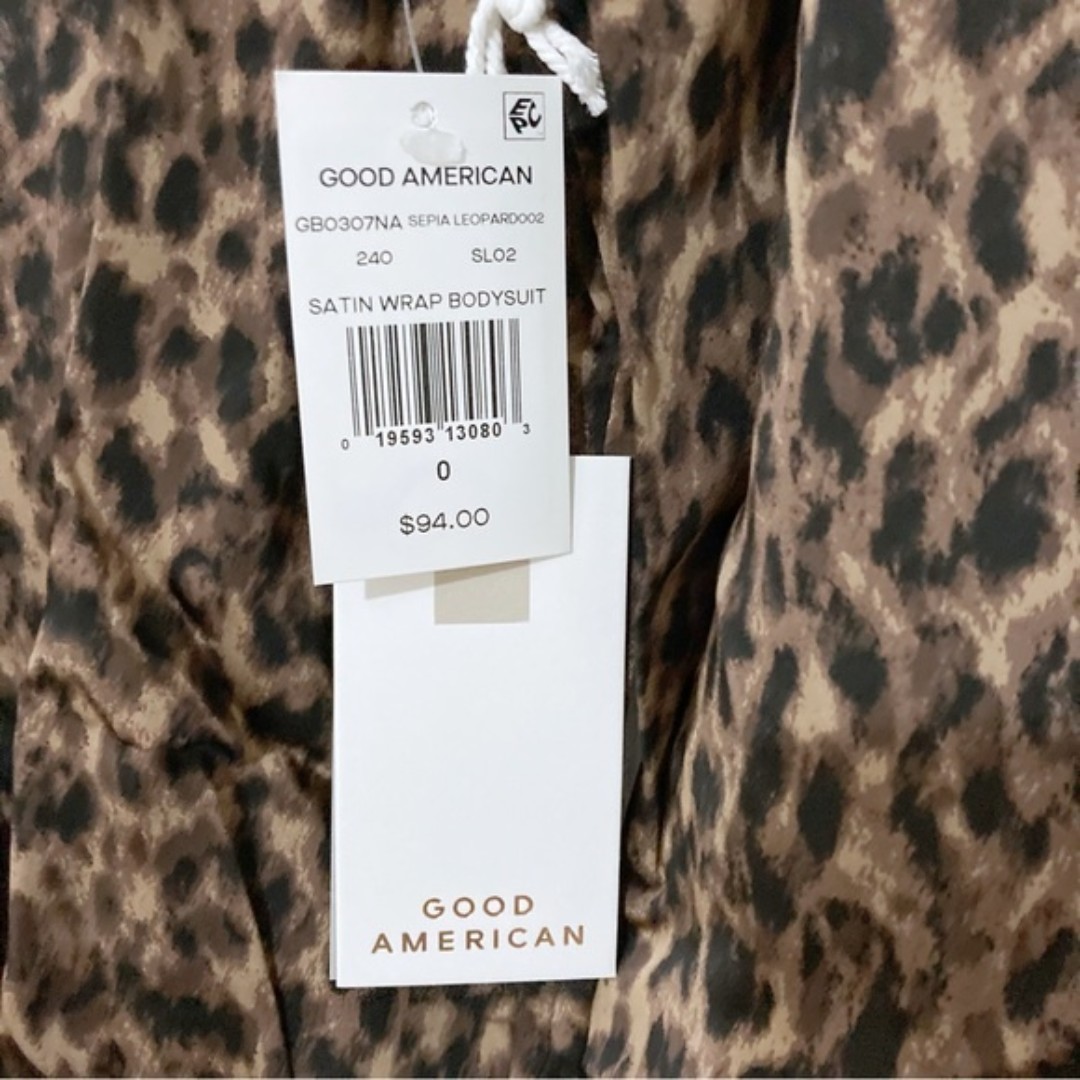 EPC
GOOD AMERICAN
GB0307NA SEPIA LEOPARD002
240 SL02
SATIN WRAP BODYSUIT
0 19593 13080 3
0
$94.00
GOOD
AMERICAN